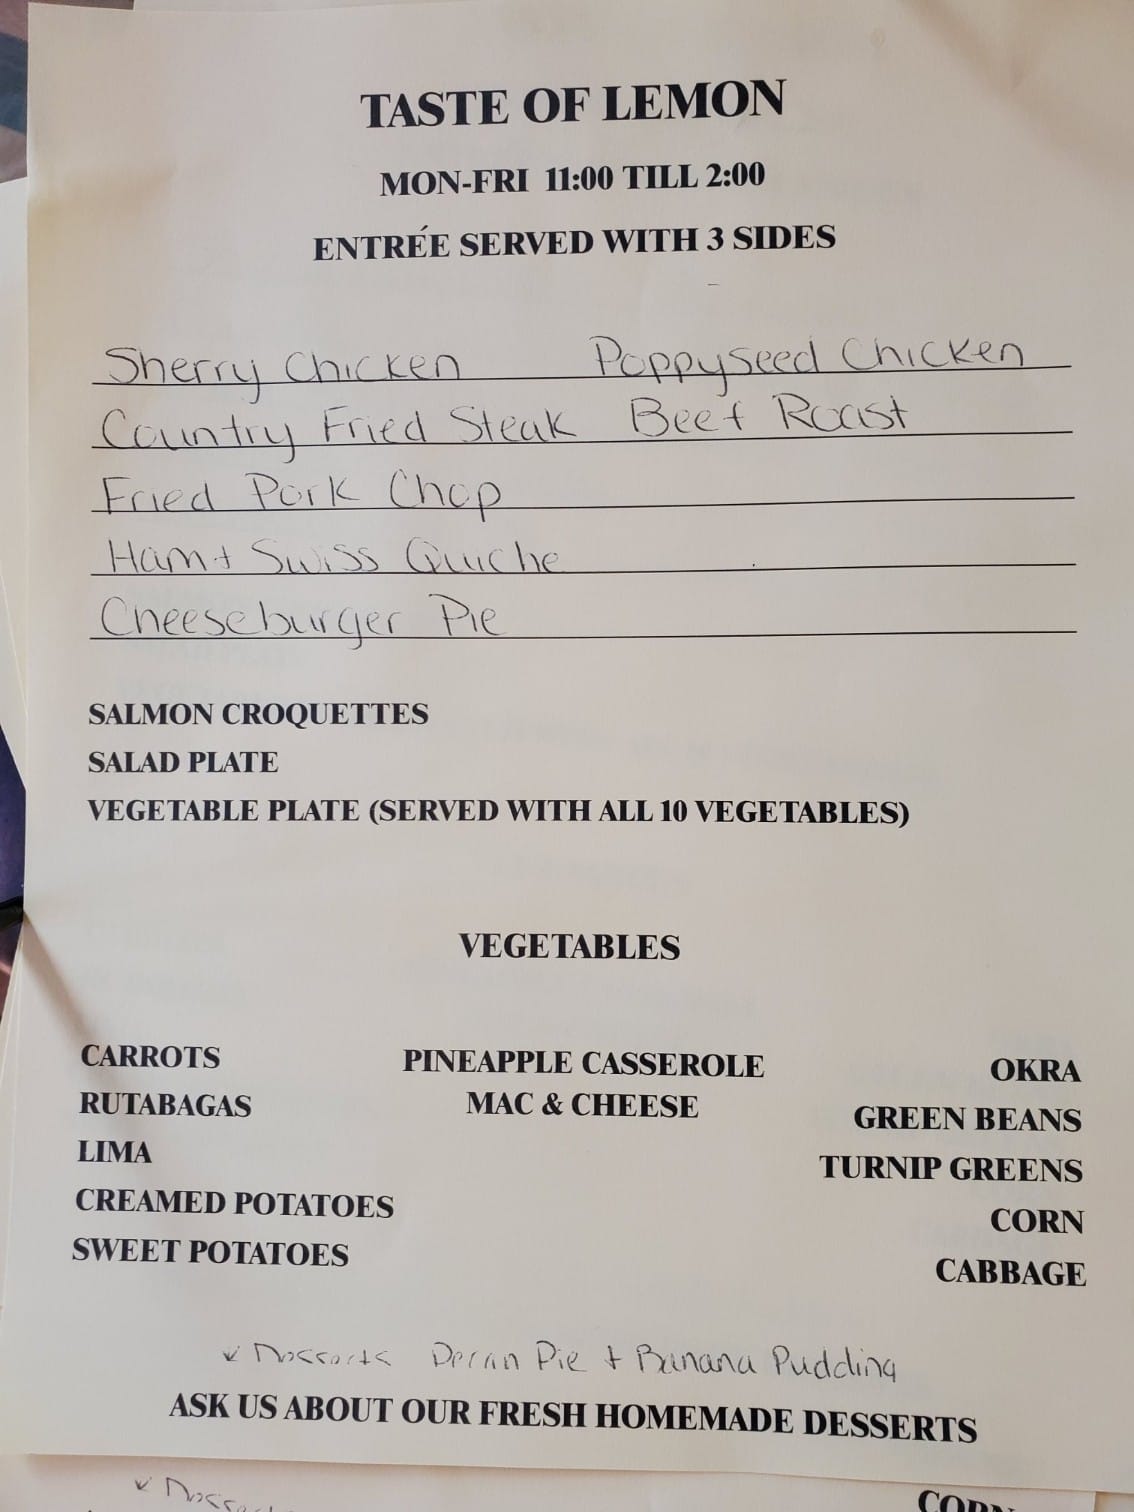 TASTE OF LEMON
MON-FRI 11:00 TILL 2:00
ENTRÉE SERVED WITH 3 SIDES
Sherry Chicken Poppyseed Chicken
Country Fried Steak Beef Roast
Fried Pork Chop
Ham + Swiss Quiche
Cheeseburger Pie
SALMON CROQUETTES
SALAD PLATE
VEGETABLE PLATE (SERVED WITH ALL 10 VEGETABLES)
VEGETABLES
CARROTS PINEAPPLE CASSEROLE OKRA
RUTABAGAS MAC & CHEESE GREEN BEANS
LIMA TURNIP GREENS
CREAMED POTATOES CORN
SWEET POTATOES CABBAGE
Desserts Pecan Pie + Banana Pudding
ASK US ABOUT OUR FRESH HOMEMADE DESSERTS
CORN